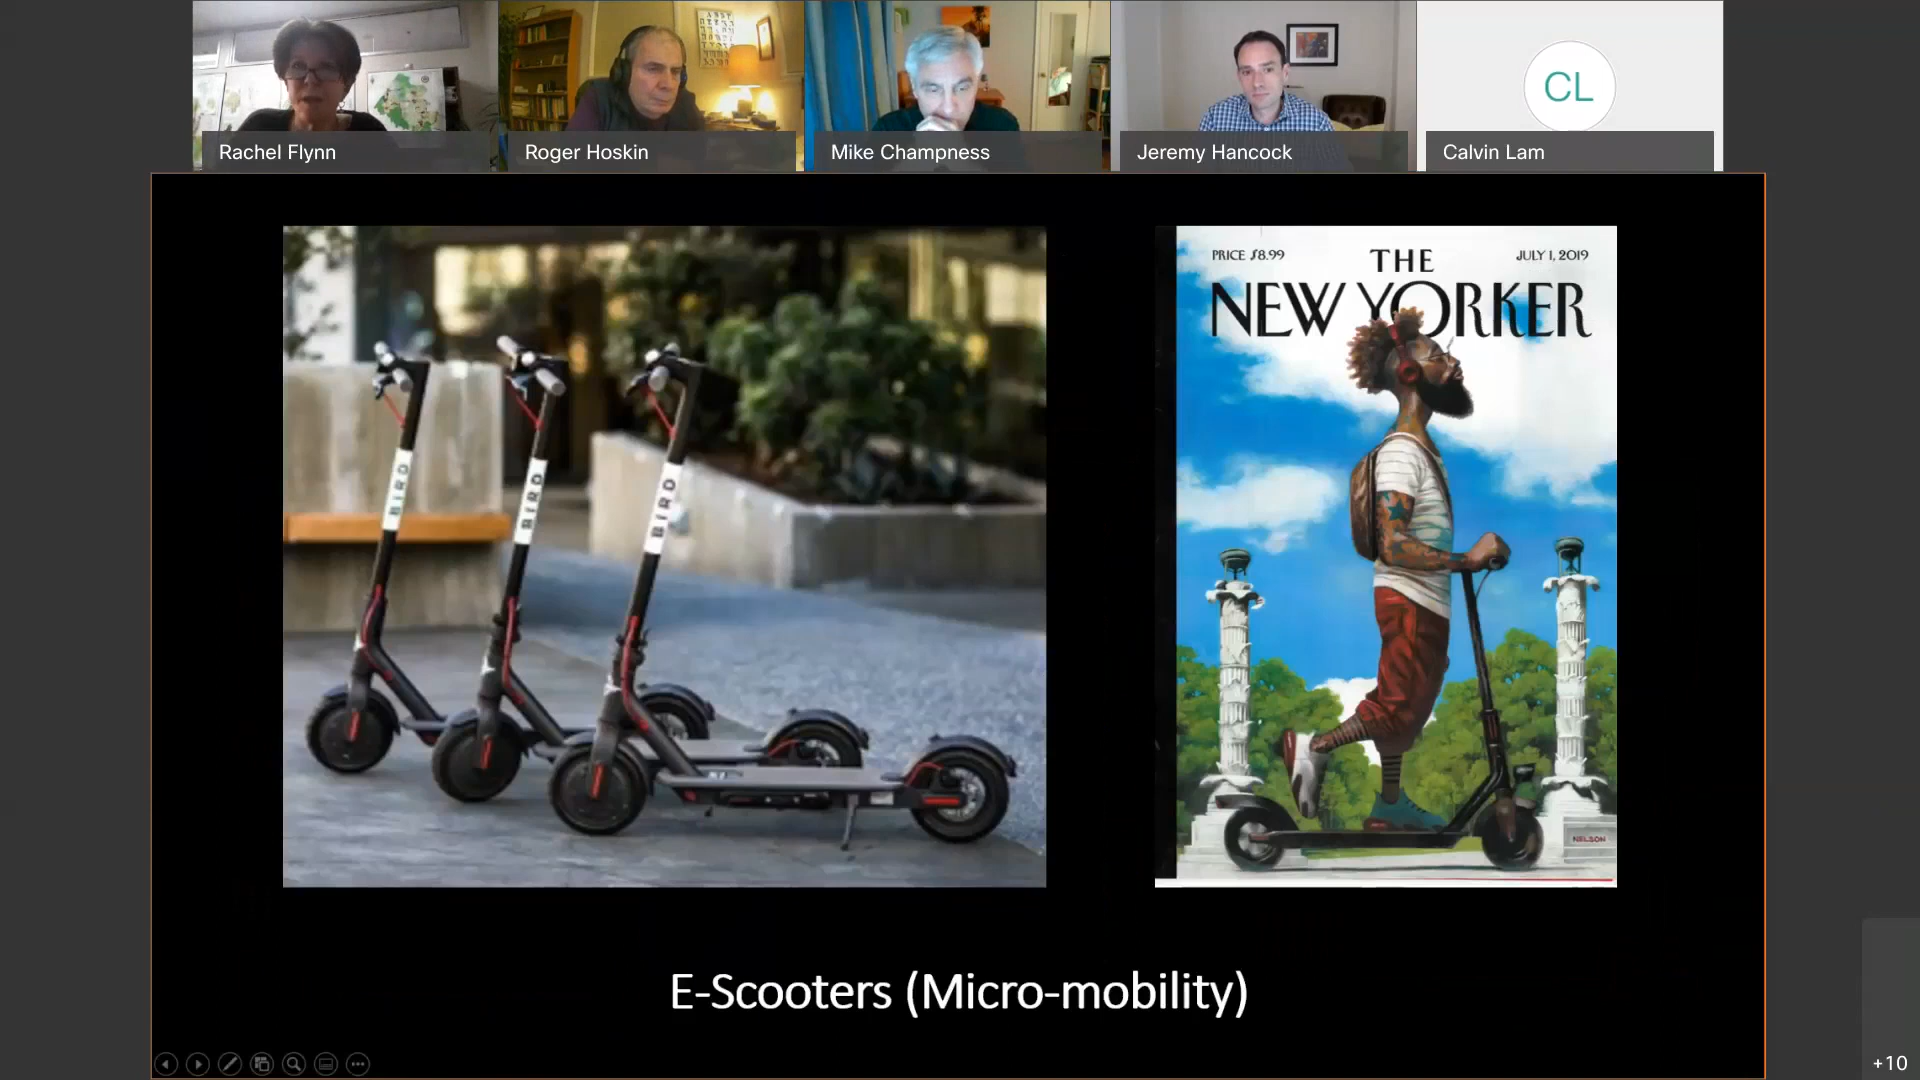 Rachel Flynn
Roger Hoskin
Mike Champness
Jeremy Hancock
CL
Calvin Lam
BIRD
BIRD
BIRD
PRICE $8.99
THE
JULY 1, 2019
NEW YORKER
NELSON
E-Scooters (Micro-mobility)
+10